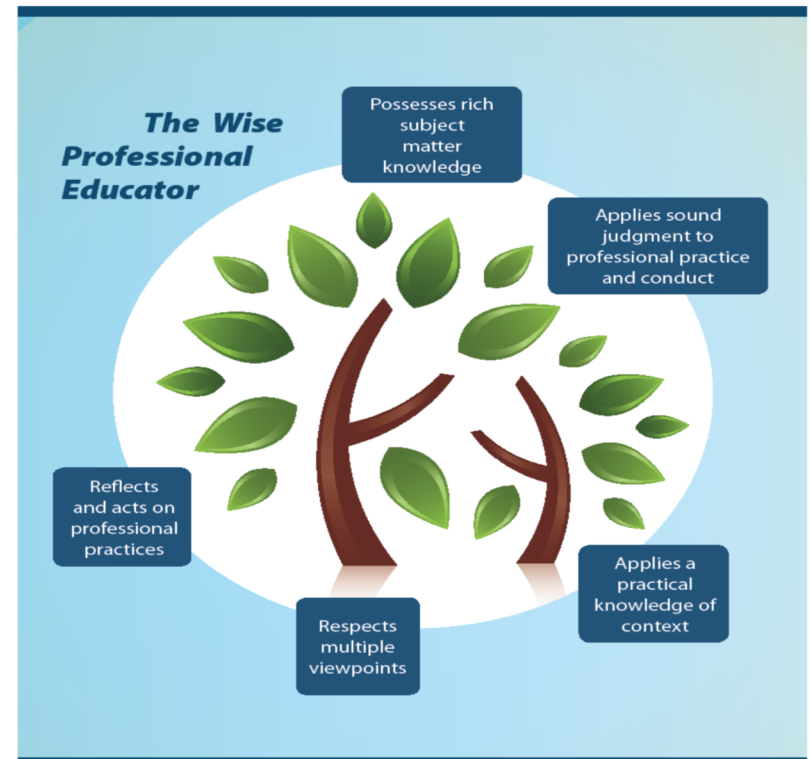 The Wise
Professional
Educator
Possesses rich
subject
matter
knowledge
Applies sound
judgment to
professional practice
and conduct
Reflects
and acts on
professional
practices
Applies a
practical
knowledge of
context
Respects
multiple
viewpoints